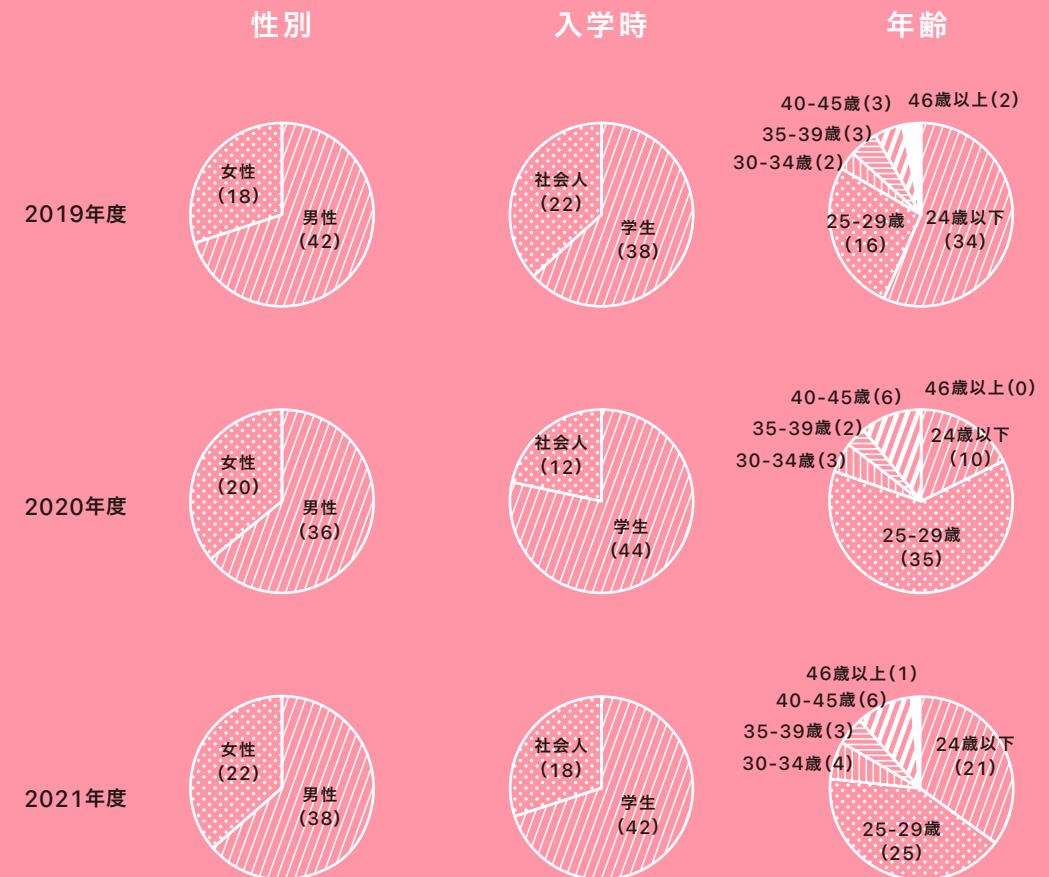 性別
入学時
年齢
2019年度
女性
(18)
男性
(42)
社会人
(22)
学生
(38)
40-45歳(3)
46歳以上(2)
35-39歳(3)
30-34歳(2)
25-29歳
(16)
24歳以下
(34)
2020年度
女性
(20)
男性
(36)
社会人
(12)
学生
(44)
40-45歳(6)
46歳以上(0)
35-39歳(2)
30-34歳(3)
24歳以下
(10)
25-29歳
(35)
2021年度
女性
(22)
男性
(38)
社会人
(18)
学生
(42)
46歳以上(1)
40-45歳(6)
35-39歳(3)
30-34歳(4)
24歳以下
(21)
25-29歳
(25)